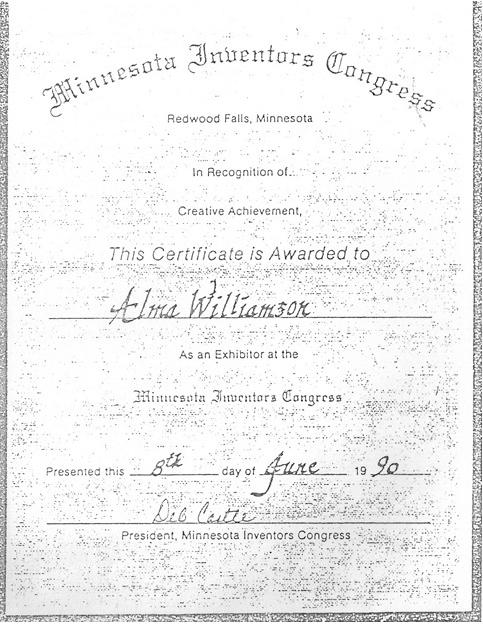 Minnesota Inventors Congress
Redwood Falls, Minnesota
In Recognition of
Creative Achievement,
This Certificate is Awarded to
Alma Williamson
As an Exhibitor at the
Minnesota Inventors Congress
Presented this 8th day of June 19 90
Deb
President, Minnesota Inventors Congress